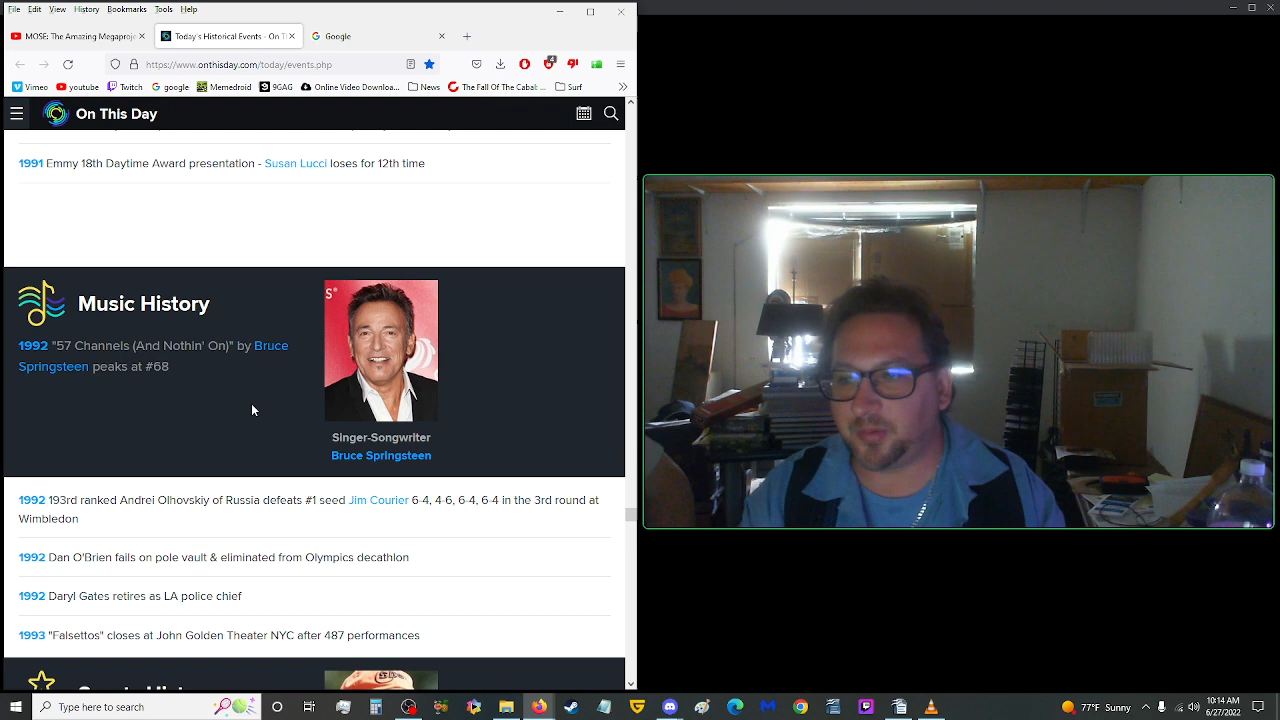 File Edit View History Bookmarks Tools Help
MOSE: The Amazing Megaproje
Today's Historical Events - On T
Google
https://www.onthisday.com/today/events.php
4
Vimeo youtube Twitch google Memedroid 9GAG Online Video Downloa... News The Fall Of The Cabal... Surf
On This Day
1991 Emmy 18th Daytime Award presentation - Susan Lucci loses for 12th time
Music History
1992 "57 Channels (And Nothin' On)" by Bruce
Springsteen peaks at #68
Singer-Songwriter
Bruce Springsteen
1992 193rd ranked Andrei Olhovskiy of Russia defeats #1 seed Jim Courier 6-4, 4-6, 6-4, 6-4 in the 3rd round at
Wimbledon
1992 Dan O'Brien fails on pole vault & eliminated from Olympics decathlon
1992 Daryl Gates retires as LA police chief
1993 "Falsettos" closes at John Golden Theater NYC after 487 performances
Type here to search
77°F Sunny
10:14 AM
6/27/2022